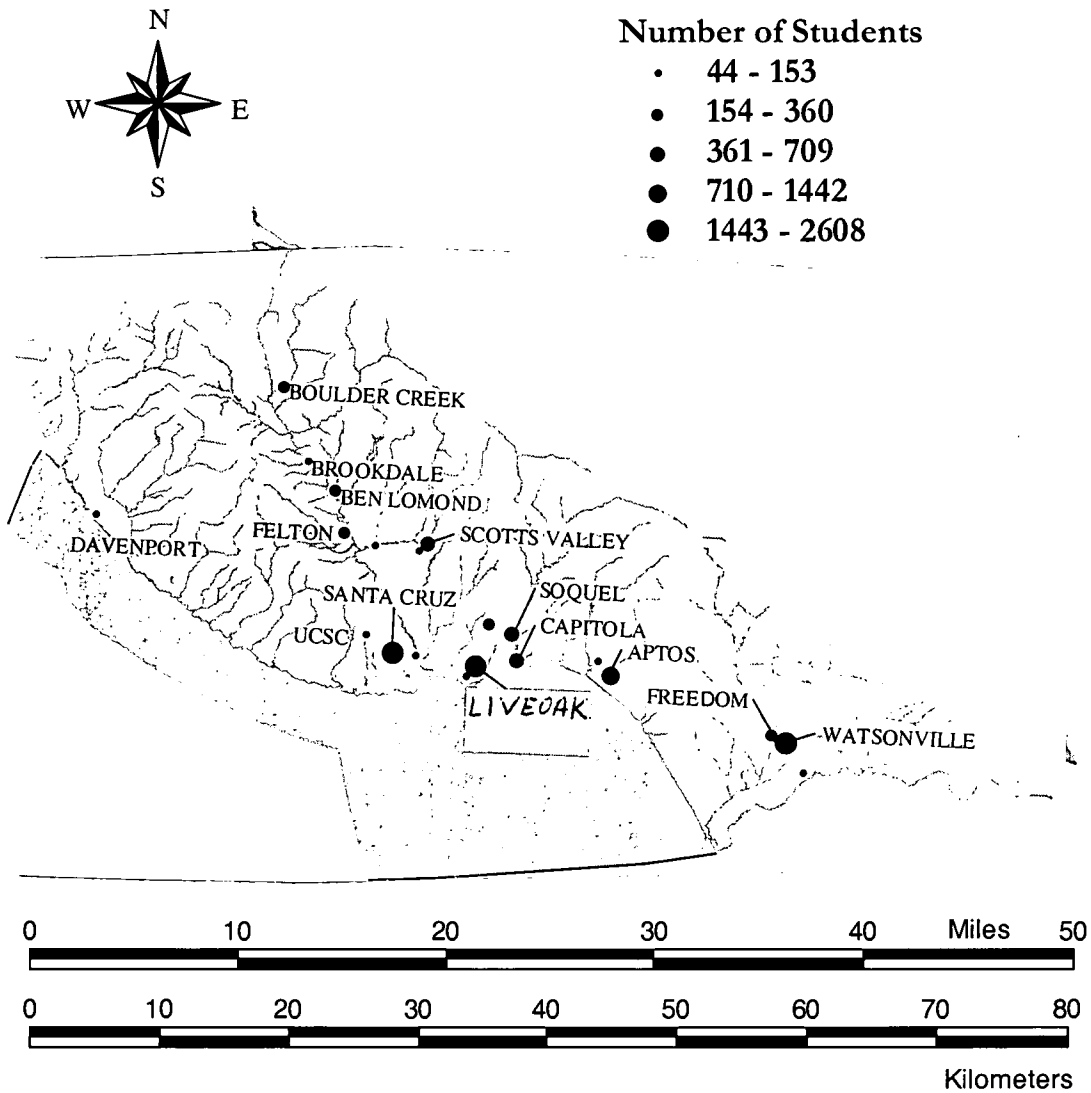 N
W E
S
Number of Students
44 - 153
154 - 360
361 - 709
710 - 1442
1443 - 2608
BOULDER CREEK
BROOKDALE
BEN LOMOND
FELTON
SCOTTS VALLEY
DAVENPORT
SANTA CRUZ
SOQUEL
UCSC
CAPITOLA
APTOS
LIVEOAK
FREEDOM
WATSONVILLE
0 10 20 30 40 Miles 50
0 10 20 30 40 50 60 70 80
Kilometers